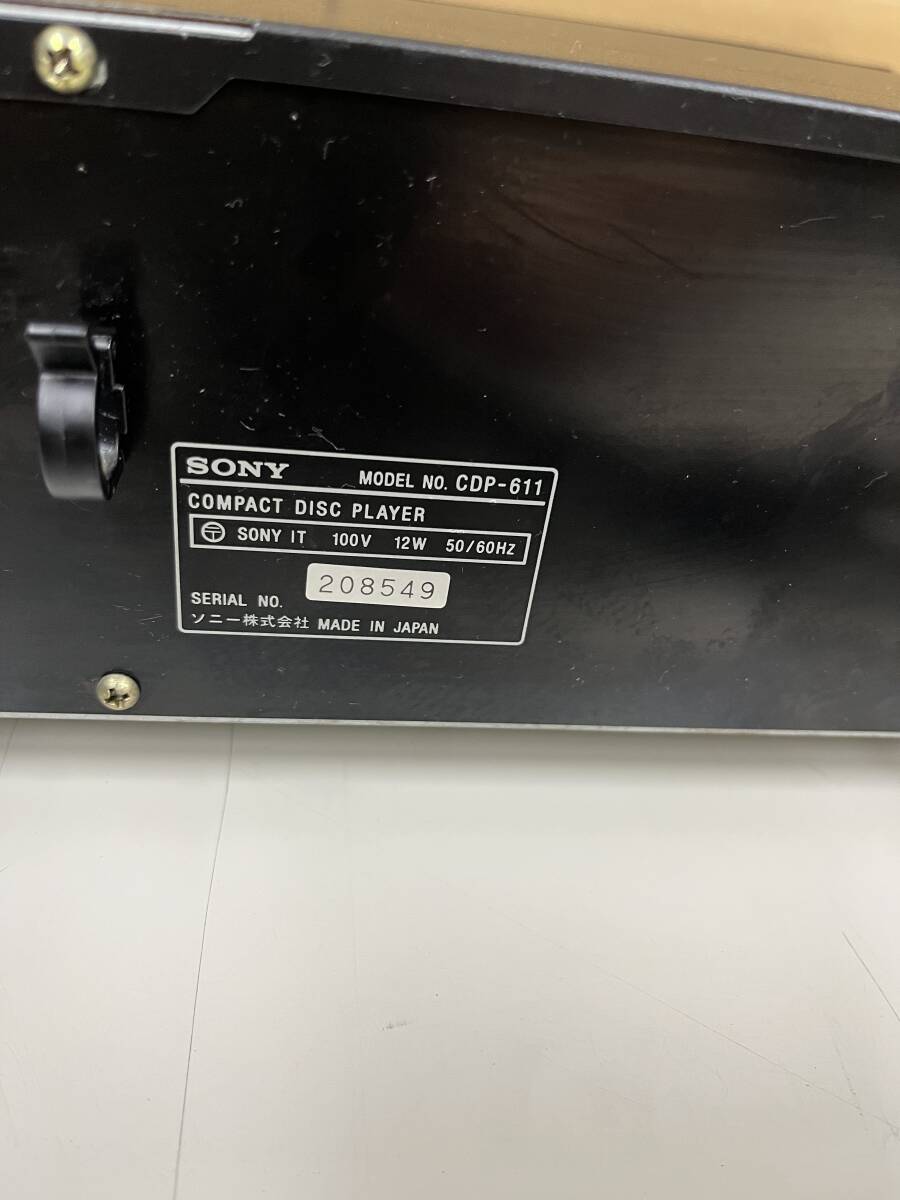 SONY MODEL NO. CDP-611
COMPACT DISC PLAYER
〒 SONY IT 100V 12W 50/60Hz
SERIAL NO. 208549
ソニー株式会社 MADE IN JAPAN